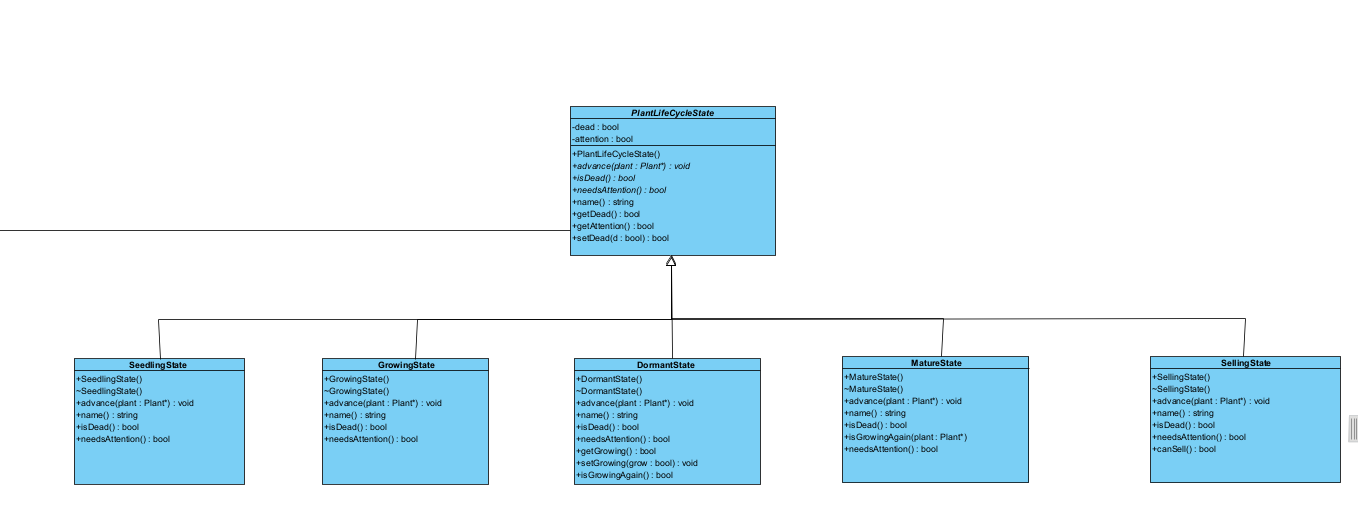 PlantLifeCycleState
-dead : bool
-attention : bool
+PlantLifeCycleState()
+advance(plant : Plant*) : void
+isDead() : bool
+needsAttention() : bool
+name() : string
+getDead() : bool
+getAttention() : bool
+setDead(d : bool) : bool
SeedlingState
+SeedlingState()
~SeedlingState()
+advance(plant : Plant*) : void
+name() : string
+isDead() : bool
+needsAttention() : bool
GrowingState
+GrowingState()
~GrowingState()
+advance(plant : Plant*) : void
+name() : string
+isDead() : bool
+needsAttention() : bool
DormantState
+DormantState()
~DormantState()
+advance(plant : Plant*) : void
+name() : string
+isDead() : bool
+needsAttention() : bool
+getGrowing() : bool
+setGrowing(grow : bool) : void
+isGrowingAgain() : bool
MatureState
+MatureState()
~MatureState()
+advance(plant : Plant*) : void
+name() : string
+isDead() : bool
+isGrowingAgain(plant : Plant*)
+needsAttention() : bool
SellingState
+SellingState()
~SellingState()
+advance(plant : Plant*) : void
+name() : string
+isDead() : bool
+needsAttention() : bool
+canSell() : bool